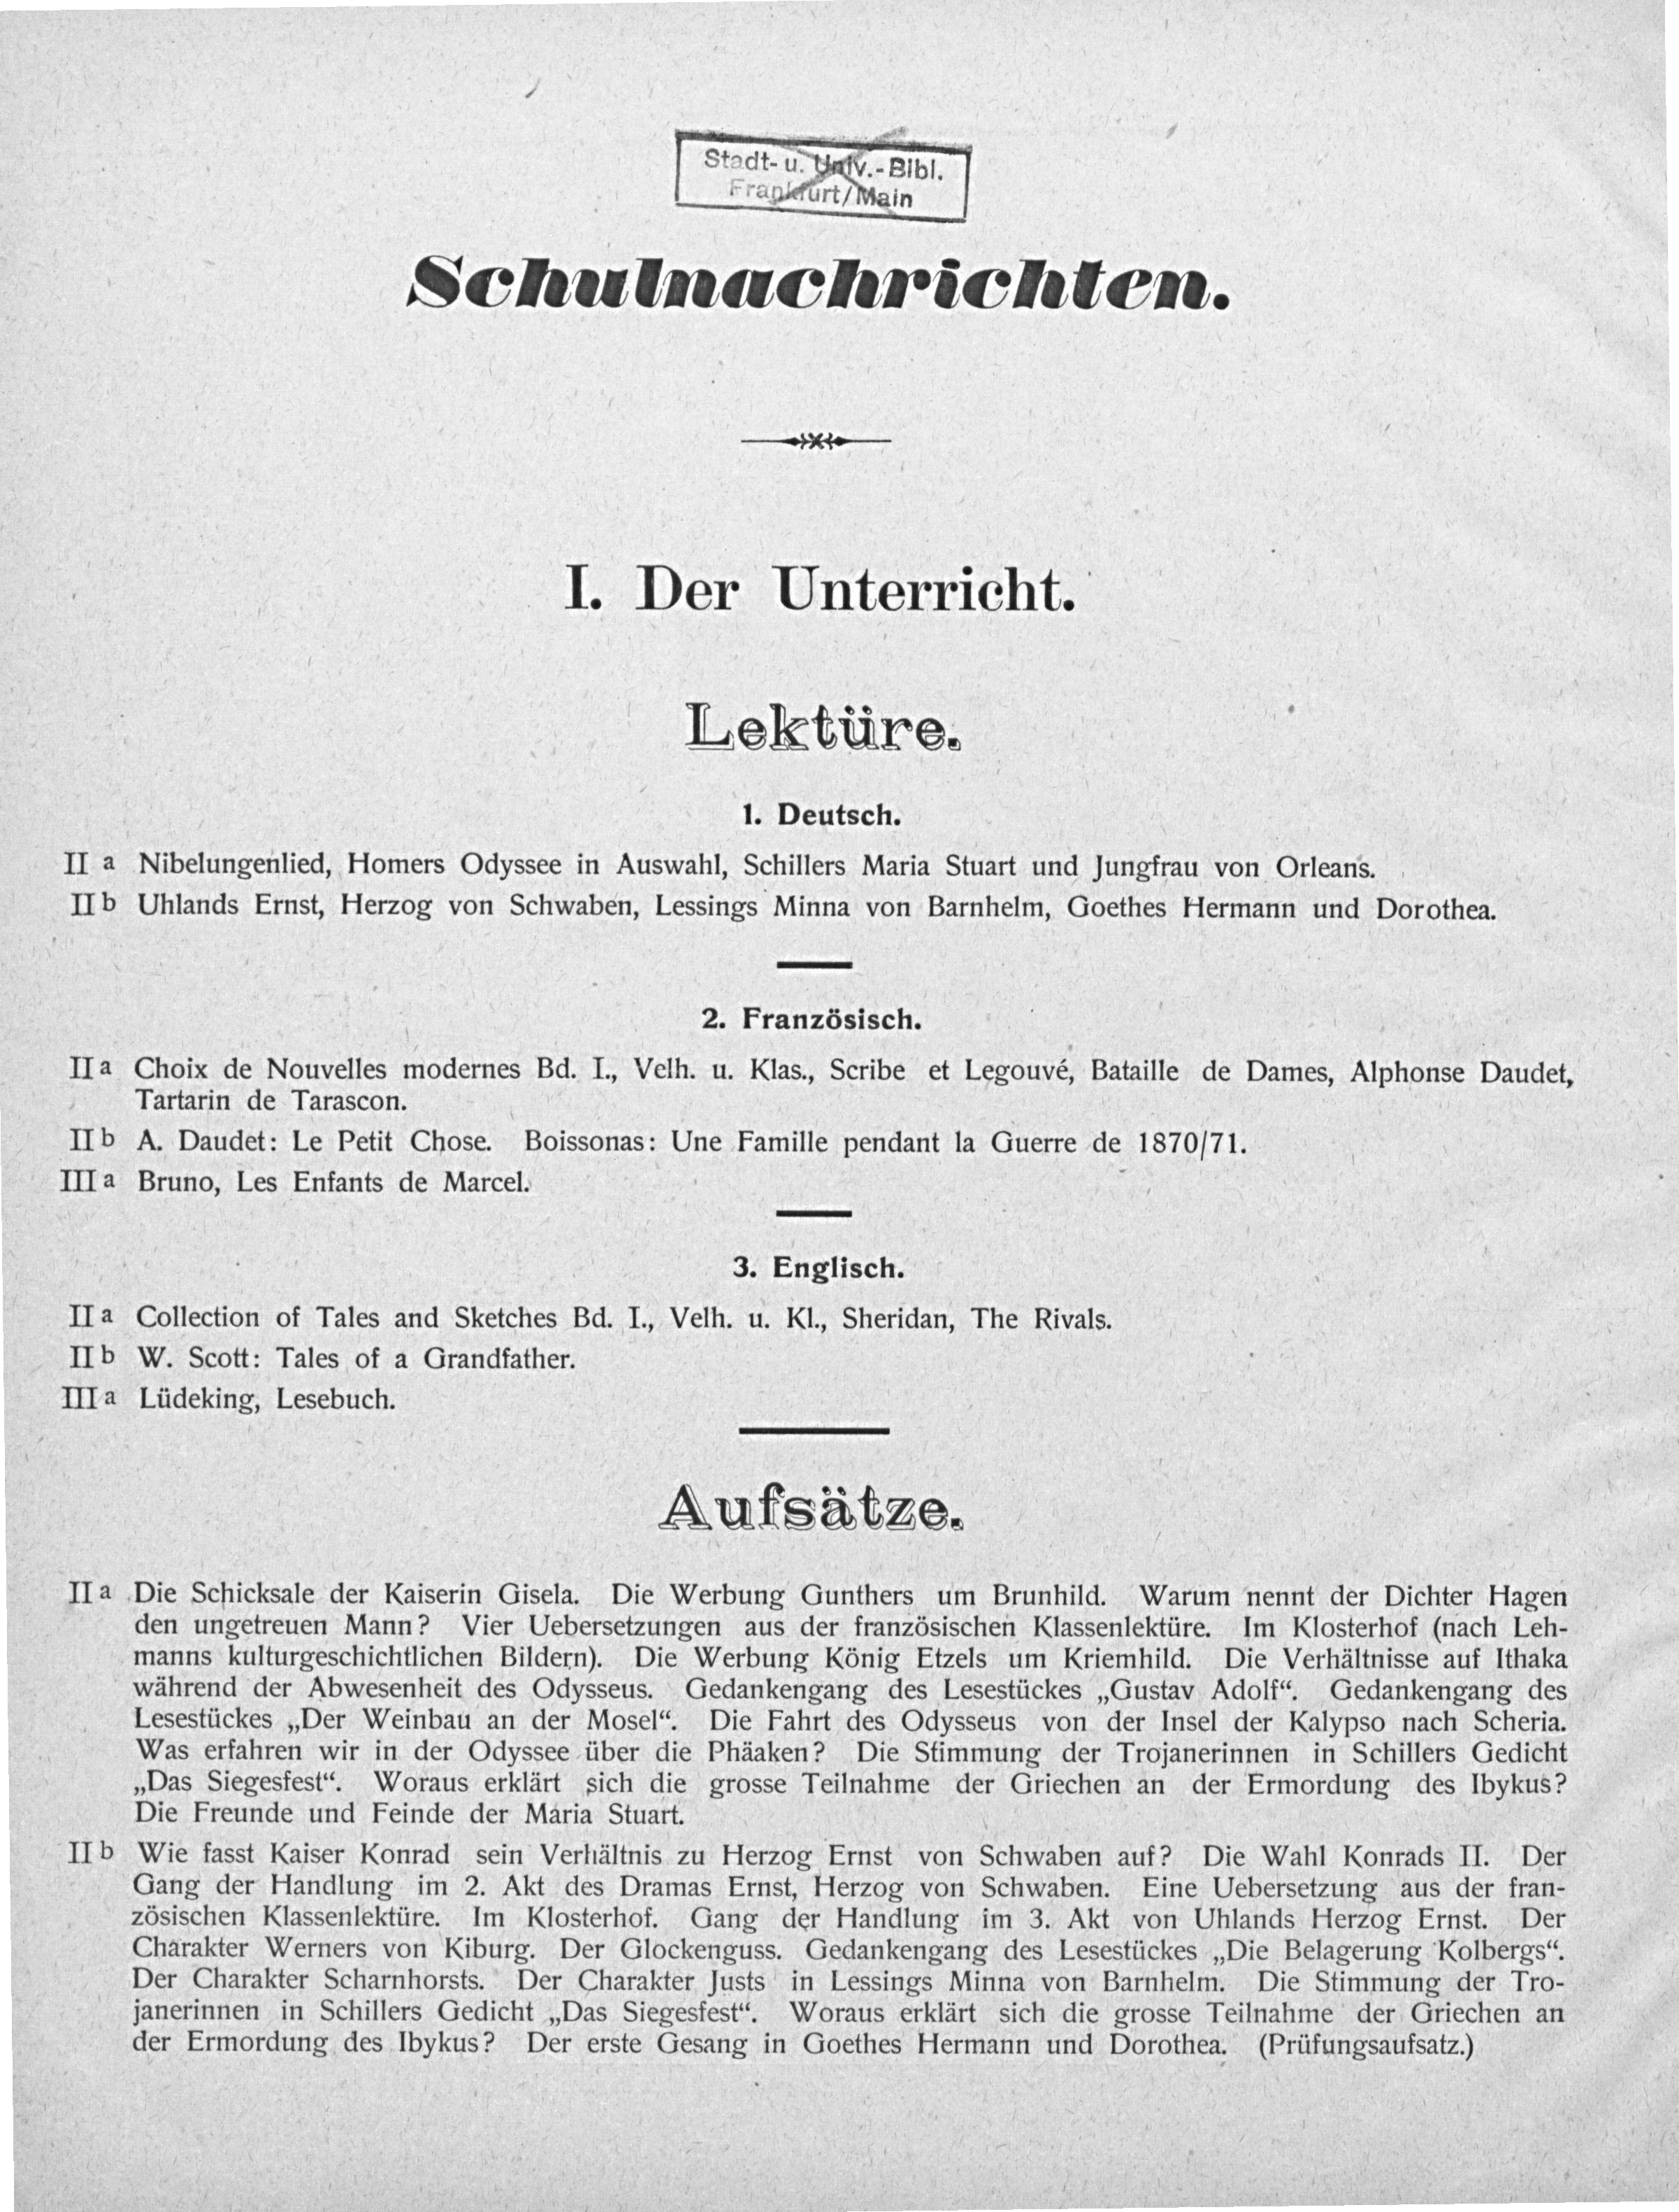 Stadt- u. Univ.-Bibl.
Frankfurt/Main
Schulnachrichten.
I. Der Unterricht.
Lektüre.
1. Deutsch.
II a Nibelungenlied, Homers Odyssee in Auswahl, Schillers Maria Stuart und Jungfrau von Orleans.
II b Uhlands Ernst, Herzog von Schwaben, Lessings Minna von Barnhelm, Goethes Hermann und Dorothea.
2. Französisch.
II a Choix de Nouvelles modernes Bd. I., Velh. u. Klas., Scribe et Legouvé, Bataille de Dames, Alphonse Daudet,
Tartarin de Tarascon.
II b A. Daudet: Le Petit Chose. Boissonas: Une Famille pendant la Guerre de 1870/71.
III a Bruno, Les Enfants de Marcel.
3. Englisch.
II a Collection of Tales and Sketches Bd. I., Velh. u. Kl., Sheridan, The Rivals.
II b W. Scott: Tales of a Grandfather.
III a Lüdeking, Lesebuch.
Aufsätze.
II a Die Schicksale der Kaiserin Gisela. Die Werbung Gunthers um Brunhild. Warum nennt der Dichter Hagen
den ungetreuen Mann? Vier Uebersetzungen aus der französischen Klassenlektüre. Im Klosterhof (nach Leh-
manns kulturgeschichtlichen Bildern). Die Werbung König Etzels um Kriemhild. Die Verhältnisse auf Ithaka
während der Abwesenheit des Odysseus. Gedankengang des Lesestückes „Gustav Adolf“. Gedankengang des
Lesestückes „Der Weinbau an der Mosel“. Die Fahrt des Odysseus von der Insel der Kalypso nach Scheria.
Was erfahren wir in der Odyssee über die Phäaken? Die Stimmung der Trojanerinnen in Schillers Gedicht
„Das Siegesfest“. Woraus erklärt sich die grosse Teilnahme der Griechen an der Ermordung des Ibykus?
Die Freunde und Feinde der Maria Stuart.
II b Wie fasst Kaiser Konrad sein Verhältnis zu Herzog Ernst von Schwaben auf? Die Wahl Konrads II. Der
Gang der Handlung im 2. Akt des Dramas Ernst, Herzog von Schwaben. Eine Uebersetzung aus der fran-
zösischen Klassenlektüre. Im Klosterhof. Gang der Handlung im 3. Akt von Uhlands Herzog Ernst. Der
Charakter Werners von Kiburg. Der Glockenguss. Gedankengang des Lesestückes „Die Belagerung Kolbergs“.
Der Charakter Scharnhorsts. Der Charakter Justs in Lessings Minna von Barnhelm. Die Stimmung der Tro-
janerinnen in Schillers Gedicht „Das Siegesfest“. Woraus erklärt sich die grosse Teilnahme der Griechen an
der Ermordung des Ibykus? Der erste Gesang in Goethes Hermann und Dorothea. (Prüfungsaufsatz.)